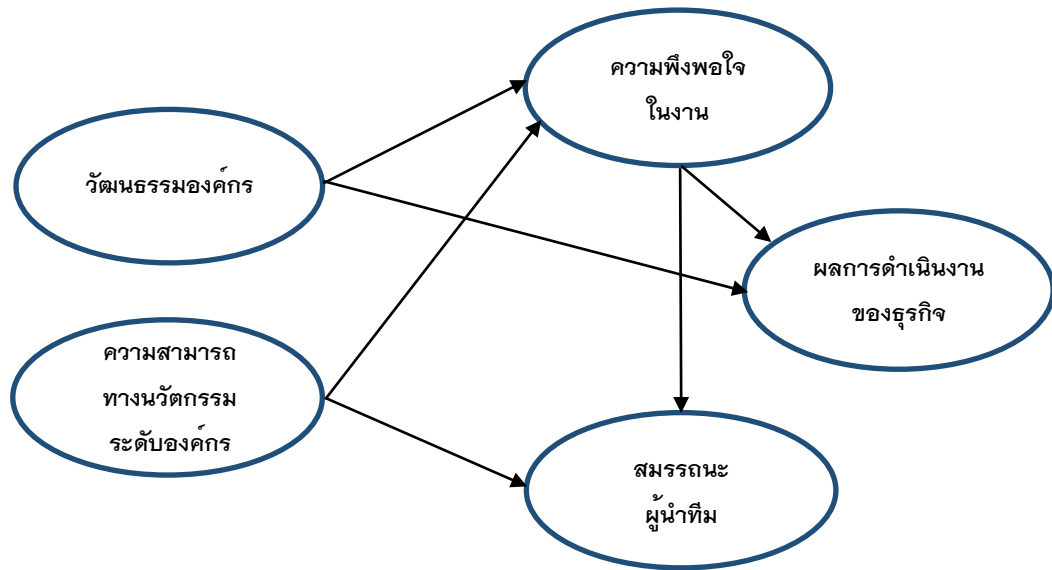 ความพึงพอใจ
ในงาน
วัฒนธรรมองค์กร
ผลการดำเนินงาน
ของธุรกิจ
ความสามารถ
ทางนวัตกรรม
ระดับองค์กร
สมรรถนะ
ผู้นำทีม